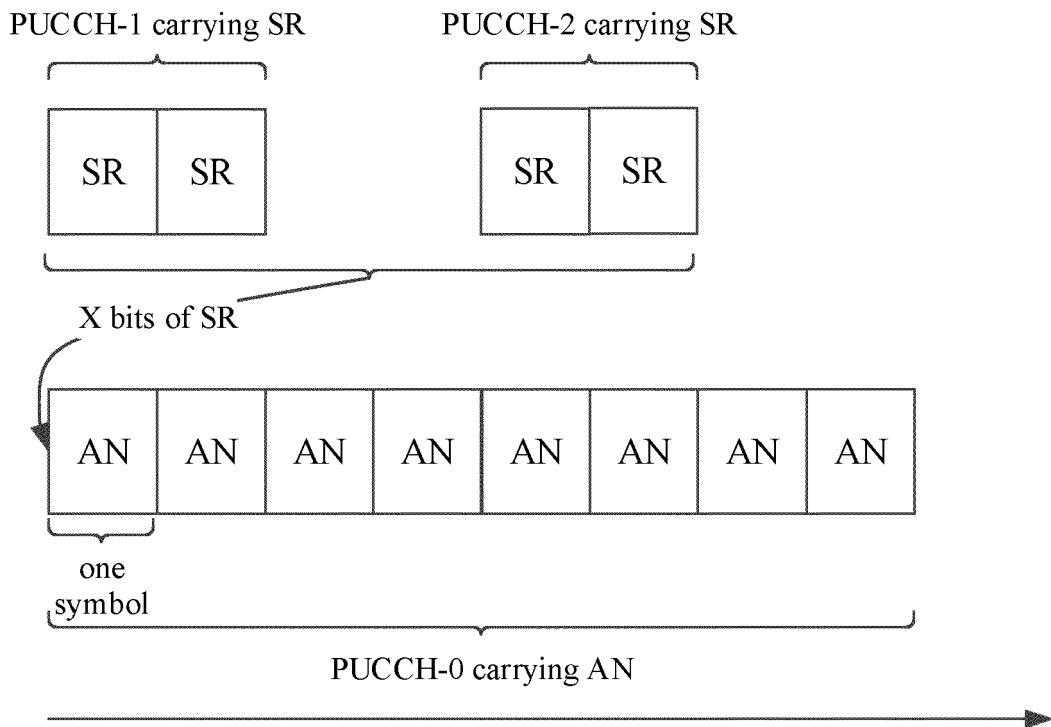 PUCCH-1 carrying SR PUCCH-2 carrying SR
SR SR SR SR
X bits of SR
AN AN AN AN AN AN AN AN
one
symbol
PUCCH-0 carrying AN